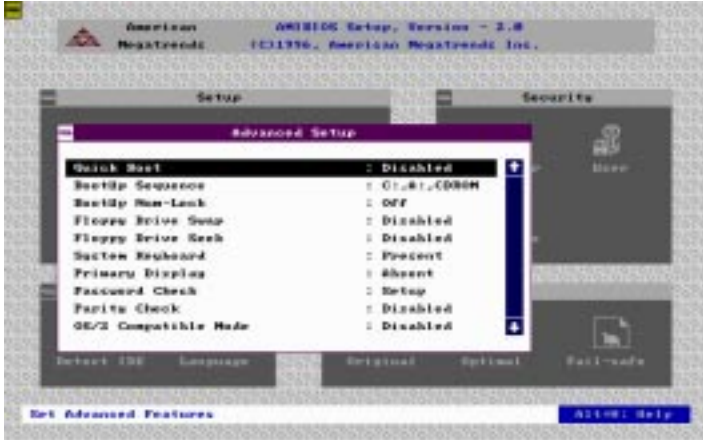 American Megatrends
AMIBIOS Setup, Version - 2.0
(C)1996, American Megatrends Inc.
Setup
Security
Advanced Setup
Quick Boot : Disabled
BootUp Sequence : C:,A:,CDROM
BootUp Num-Lock : Off
Floppy Drive Swap : Disabled
Floppy Drive Seek : Disabled
System Keyboard : Present
Primary Display : Absent
Password Check : Setup
Parity Check : Disabled
OS/2 Compatible Mode : Disabled
User
Detect IDE
Language
Original
Optimal
Fail-safe
Set Advanced Features
Alt+H: Help